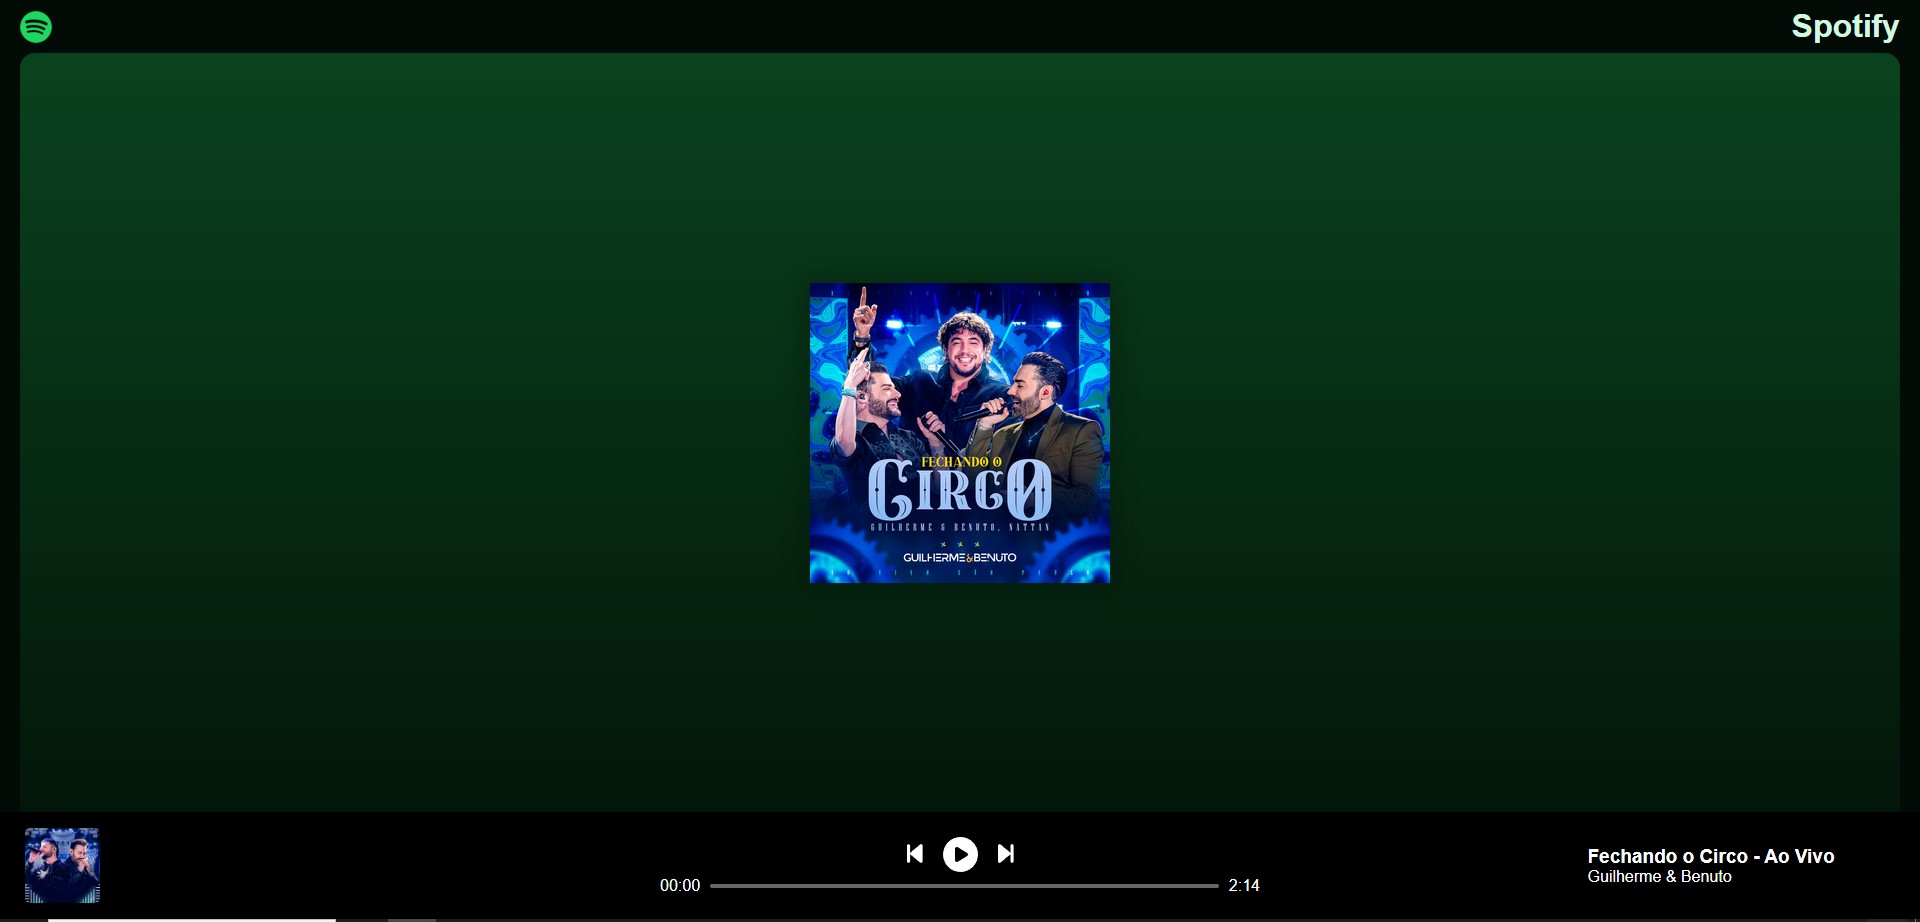 Spotify
FECHANDO O
CIRCO
GUILHERME & BENUTO, NATTAN
GUILHERME & BENUTO
00:00
2:14
Fechando o Circo - Ao Vivo
Guilherme & Benuto